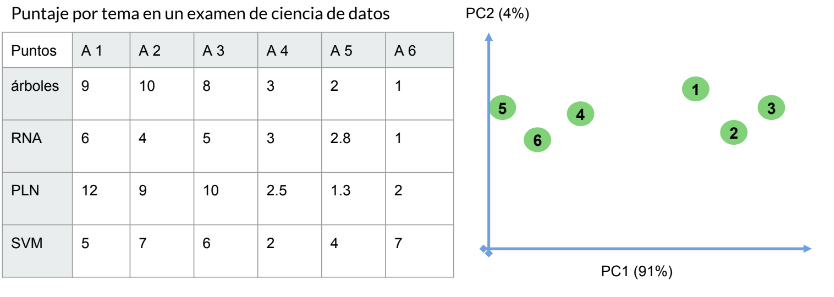 Puntaje por tema en un examen de ciencia de datos
Puntos A 1 A 2 A 3 A 4 A 5 A 6
árboles 9 10 8 3 2 1
RNA 6 4 5 3 2.8 1
PLN 12 9 10 2.5 1.3 2
SVM 5 7 6 2 4 7
PC2 (4%)
1
5 4 3
6 2
PC1 (91%)